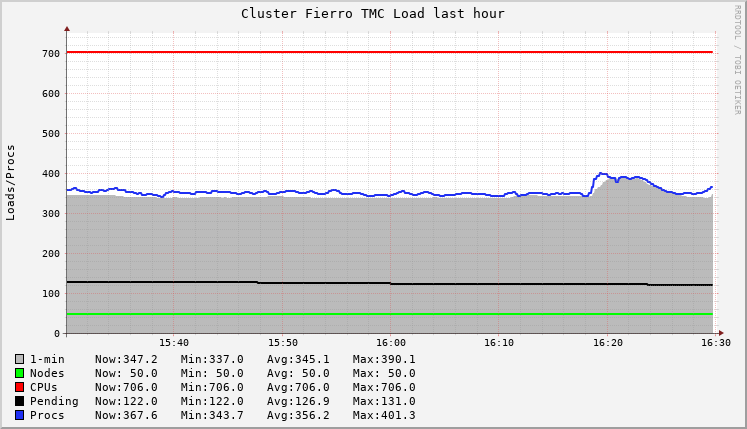 Cluster Fierro TMC Load last hour
RRDTOOL / TOBI OETIKER
Loads/Procs
700
600
500
400
300
200
100
0
15:40 15:50 16:00 16:10 16:20 16:30
1-min Now:347.2 Min:337.0 Avg:345.1 Max:390.1
Nodes Now: 50.0 Min: 50.0 Avg: 50.0 Max: 50.0
CPUs Now:706.0 Min:706.0 Avg:706.0 Max:706.0
Pending Now:122.0 Min:122.0 Avg:126.9 Max:131.0
Procs Now:367.6 Min:343.7 Avg:356.2 Max:401.3